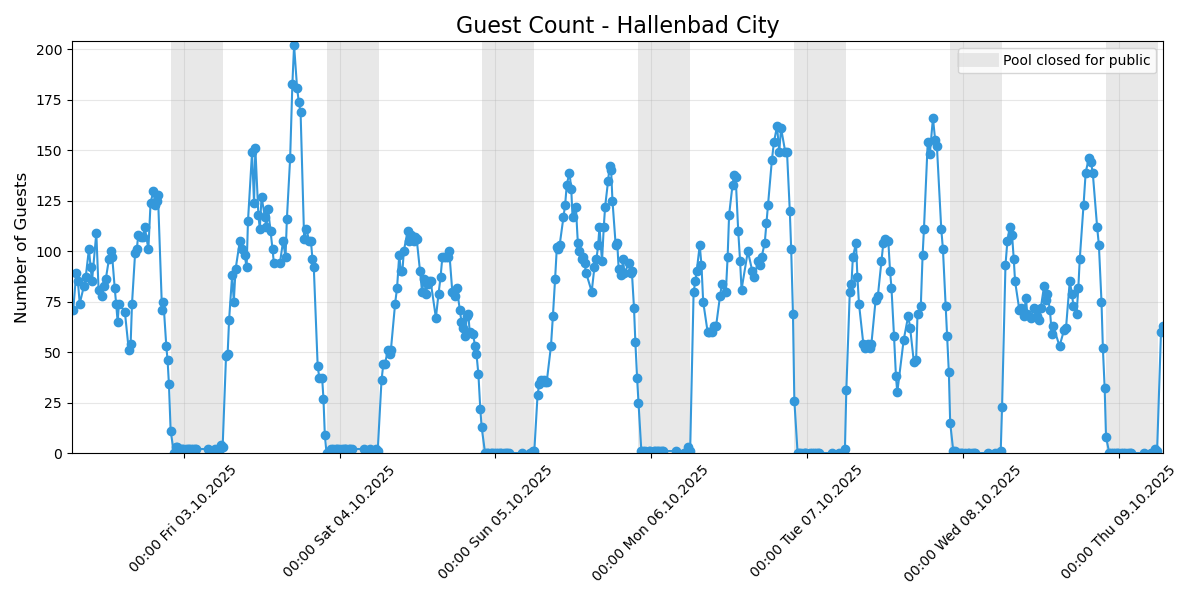 Guest Count - Hallenbad City
Pool closed for public
Number of Guests
200
175
150
125
100
75
50
25
0
00:00 Fri 03.10.2025
00:00 Sat 04.10.2025
00:00 Sun 05.10.2025
00:00 Mon 06.10.2025
00:00 Tue 07.10.2025
00:00 Wed 08.10.2025
00:00 Thu 09.10.2025